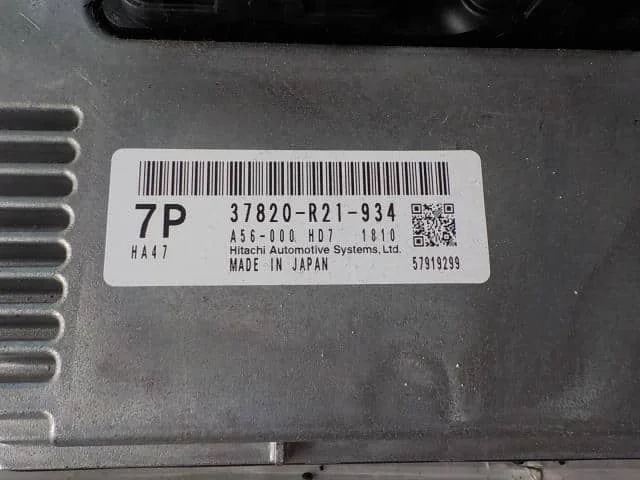 7P
37820-R21-934
HA47
A56-000 HD7 1810
Hitachi Automotive Systems, Ltd.
MADE IN JAPAN
57919299